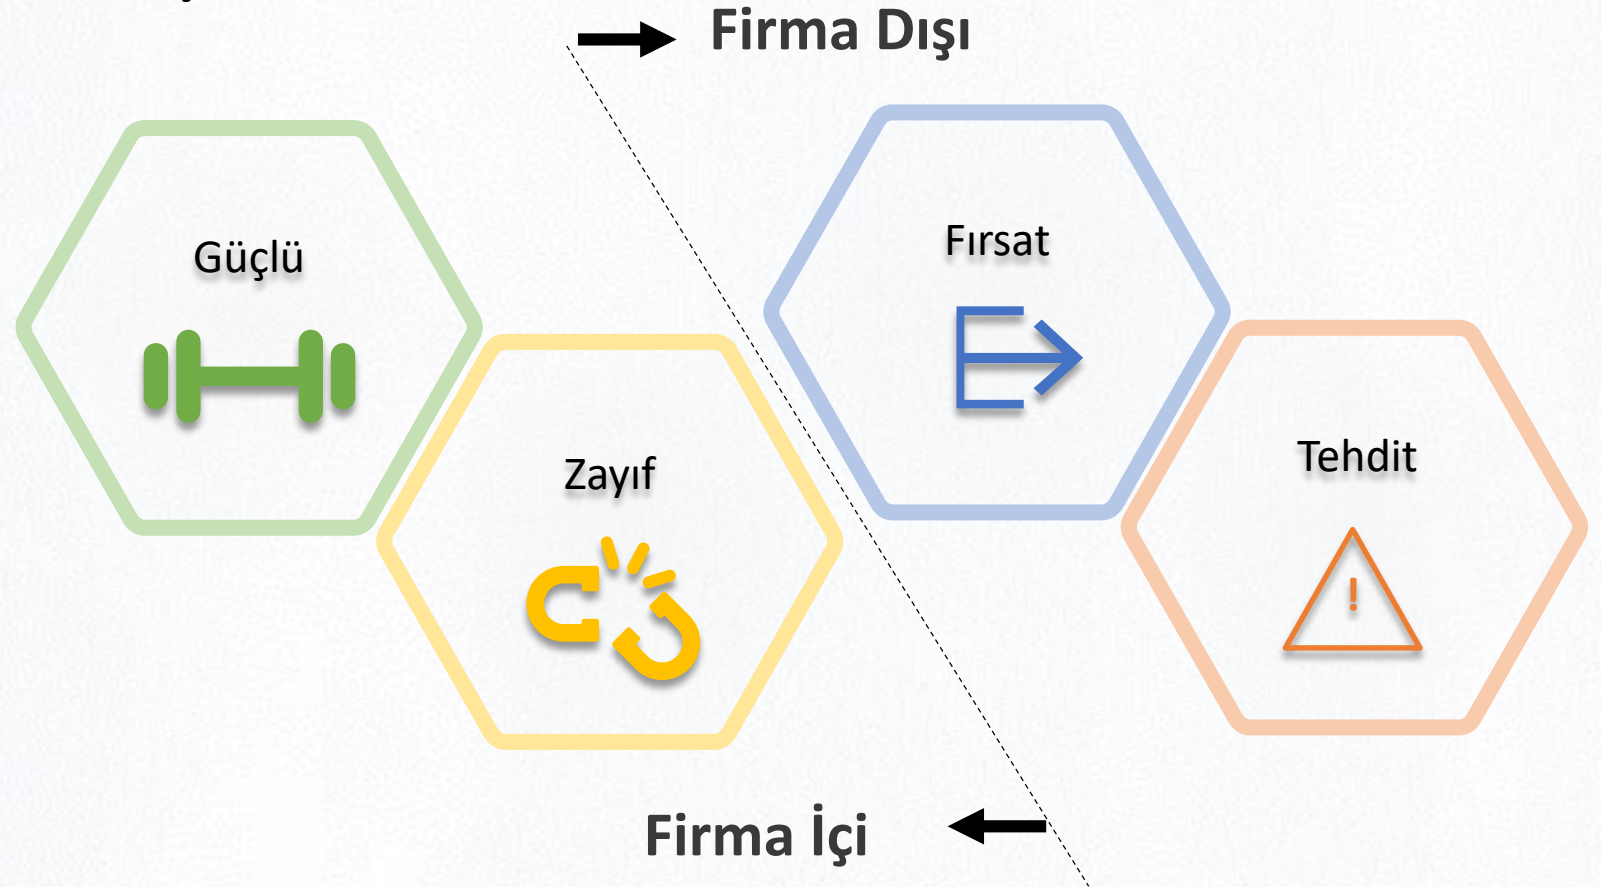 Firma Dışı
Güçlü
Fırsat
Zayıf
Tehdit
!
Firma İçi